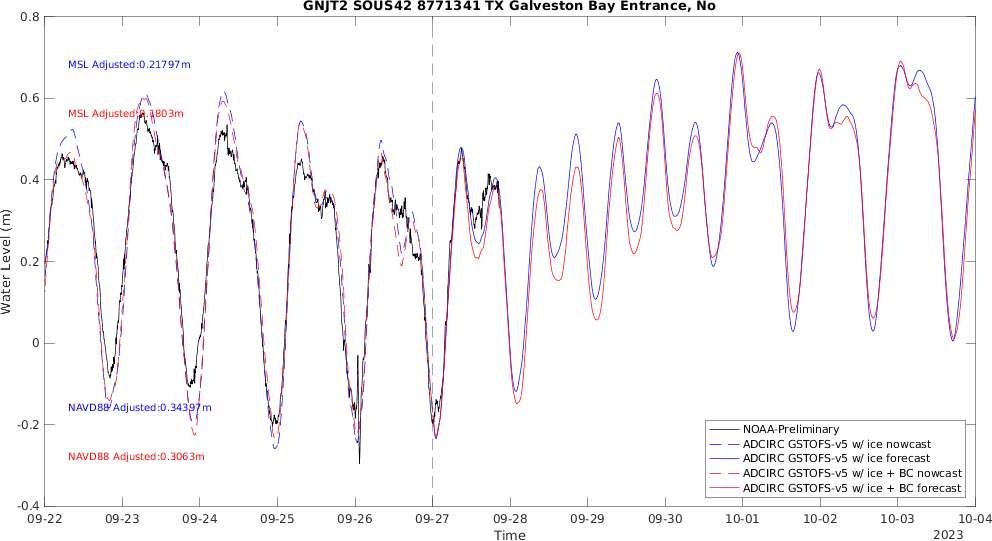 GNJT2 SOUS42 8771341 TX Galveston Bay Entrance, No
0.8
0.6
0.4
0.2
0
-0.2
-0.4
Water Level (m)
MSL Adjusted:0.21797m
MSL Adjusted:0.1803m
NAVD88 Adjusted:0.34397m
NAVD88 Adjusted:0.3063m
NOAA-Preliminary
ADCIRC GSTOFS-v5 w/ ice nowcast
ADCIRC GSTOFS-v5 w/ ice forecast
ADCIRC GSTOFS-v5 w/ ice + BC nowcast
ADCIRC GSTOFS-v5 w/ ice + BC forecast
09-22 09-23 09-24 09-25 09-26 09-27 09-28 09-29 09-30 10-01 10-02 10-03 10-04
Time
2023